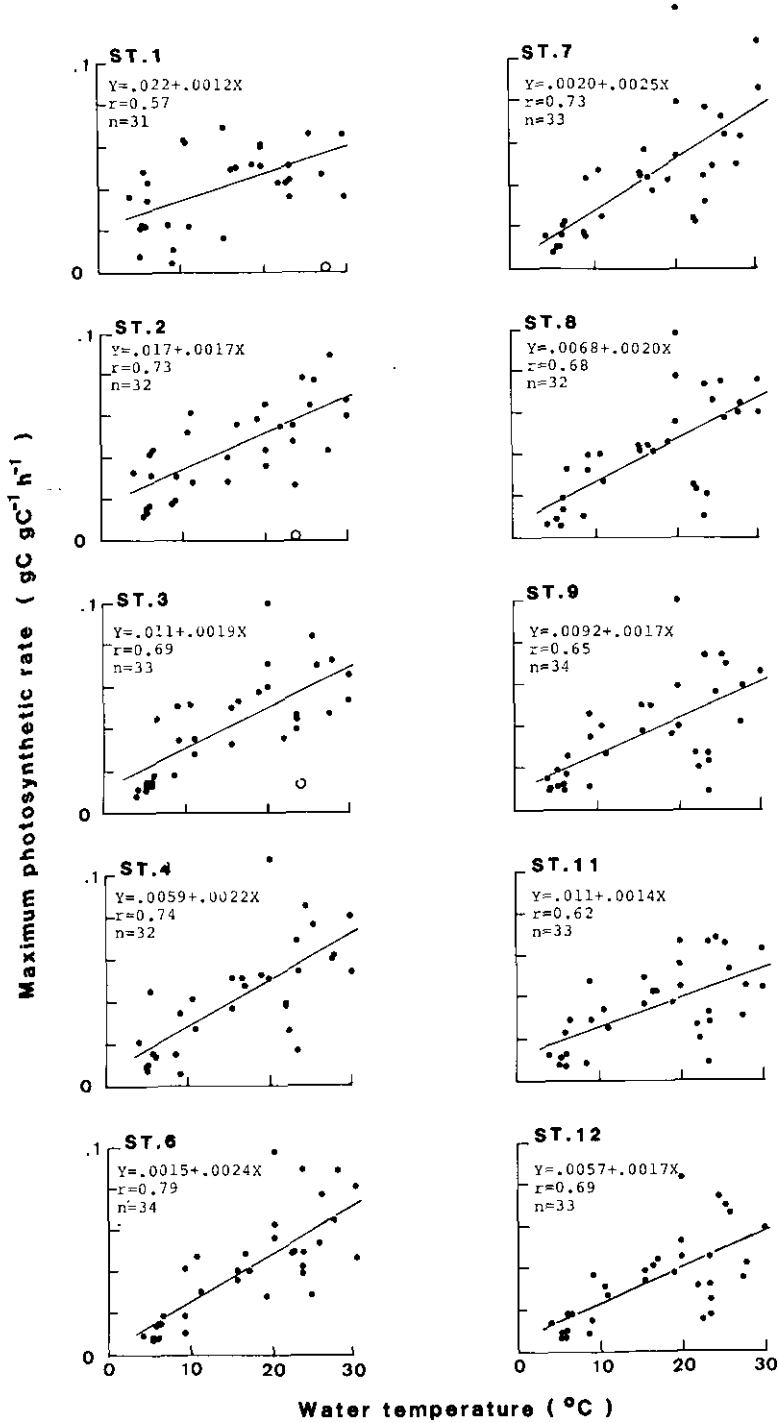 ST.1
.1
Y=.022+.0012X
r=0.57
n=31
0
ST.2
.1
Y=.017+.0017X
r=0.73
n=32
0
ST.3
.1
Y=.011+.0019X
r=0.69
n=33
0
ST.4
.1
Y=.0059+.0022X
r=0.74
n=32
0
ST.6
.1
Y=.0015+.0024X
r=0.79
n=34
0
0
10
20
30
ST.7
Y=.0020+.0025X
r=0.73
n=33
ST.8
Y=.0068+.0020X
r=0.68
n=32
ST.9
Y=.0092+.0017X
r=0.65
n=34
ST.11
Y=.011+.0014X
r=0.62
n=33
ST.12
Y=.0057+.0017X
r=0.69
n=33
0
10
20
30
Maximum photosynthetic rate ( gC gC⁻¹ h⁻¹ )
Water temperature ( °C )